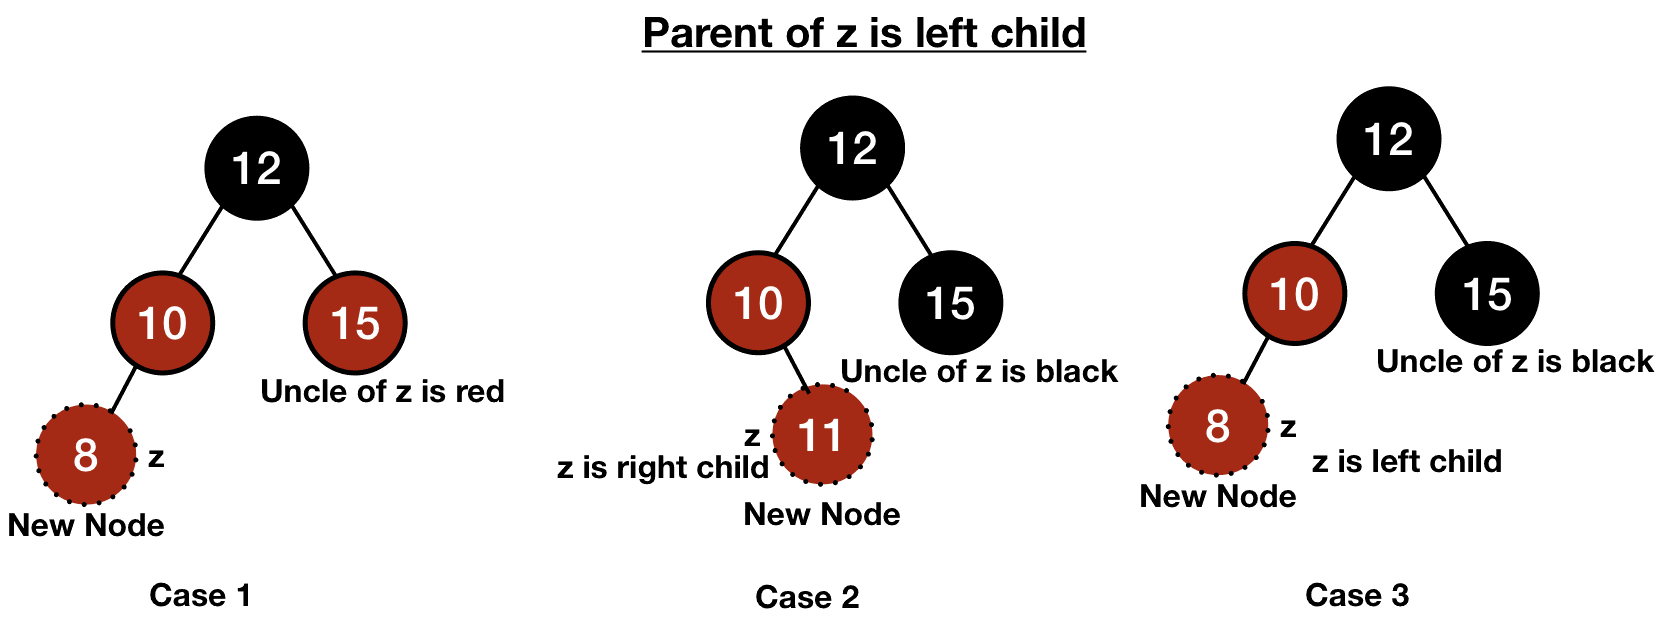 Parent of z is left child
12
10
15
Uncle of z is red
8
z
New Node
Case 1
12
10
15
Uncle of z is black
11
z
z is right child
New Node
Case 2
12
10
15
Uncle of z is black
8
z
z is left child
New Node
Case 3